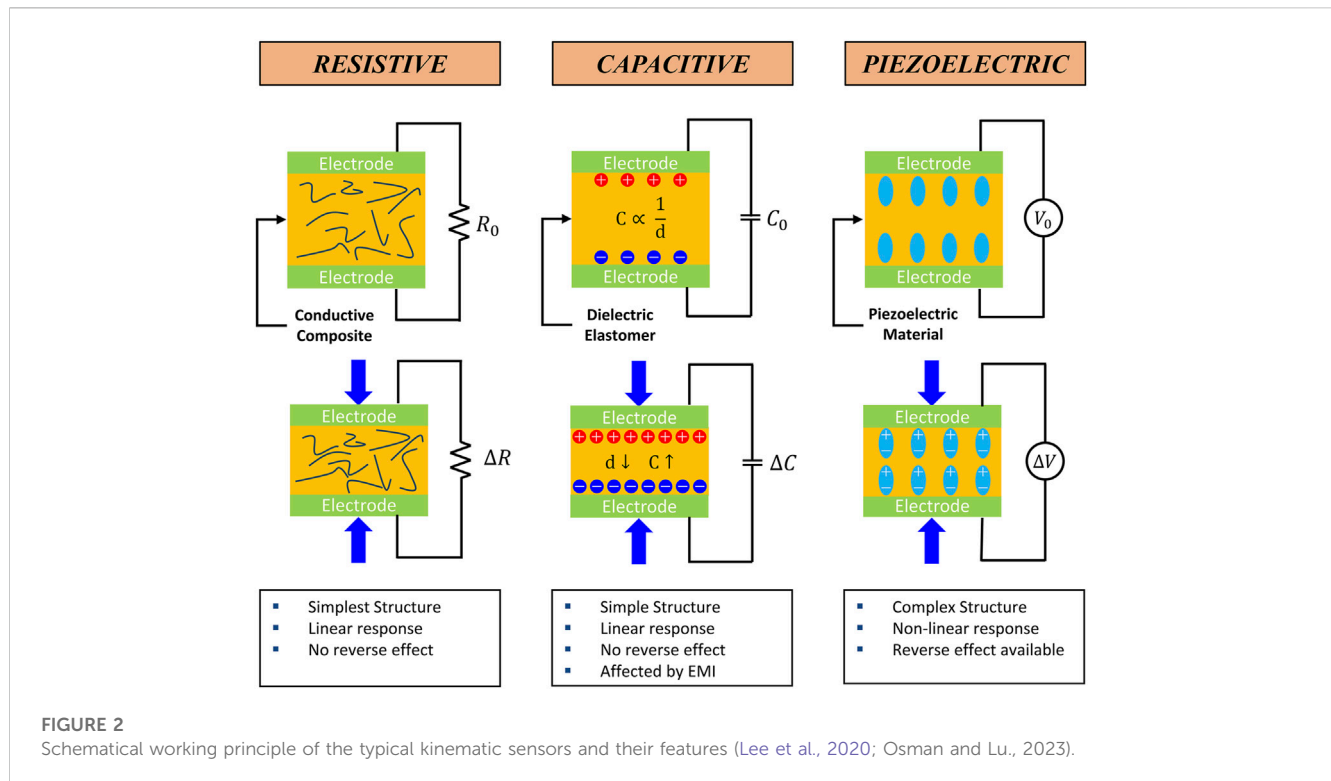 RESISTIVE
CAPACITIVE
PIEZOELECTRIC
Electrode
R₀
Electrode
Conductive
Composite
Electrode
+ + + +
C ∝ 1/d
− − − −
C₀
Electrode
Dielectric
Elastomer
Electrode
V₀
Electrode
Piezoelectric
Material
Electrode
ΔR
Electrode
Electrode
+ + + + + + + +
d ↓ C ↑
− − − − − − − −
ΔC
Electrode
Electrode
+ + + +
− − − −
+ + + +
− − − −
ΔV
Electrode
▪ Simplest Structure
▪ Linear response
▪ No reverse effect
▪ Simple Structure
▪ Linear response
▪ No reverse effect
▪ Affected by EMI
▪ Complex Structure
▪ Non-linear response
▪ Reverse effect available
FIGURE 2
Schematical working principle of the typical kinematic sensors and their features (Lee et al., 2020; Osman and Lu., 2023).